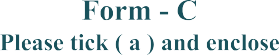 Form - C
Please tick ( a ) and enclose